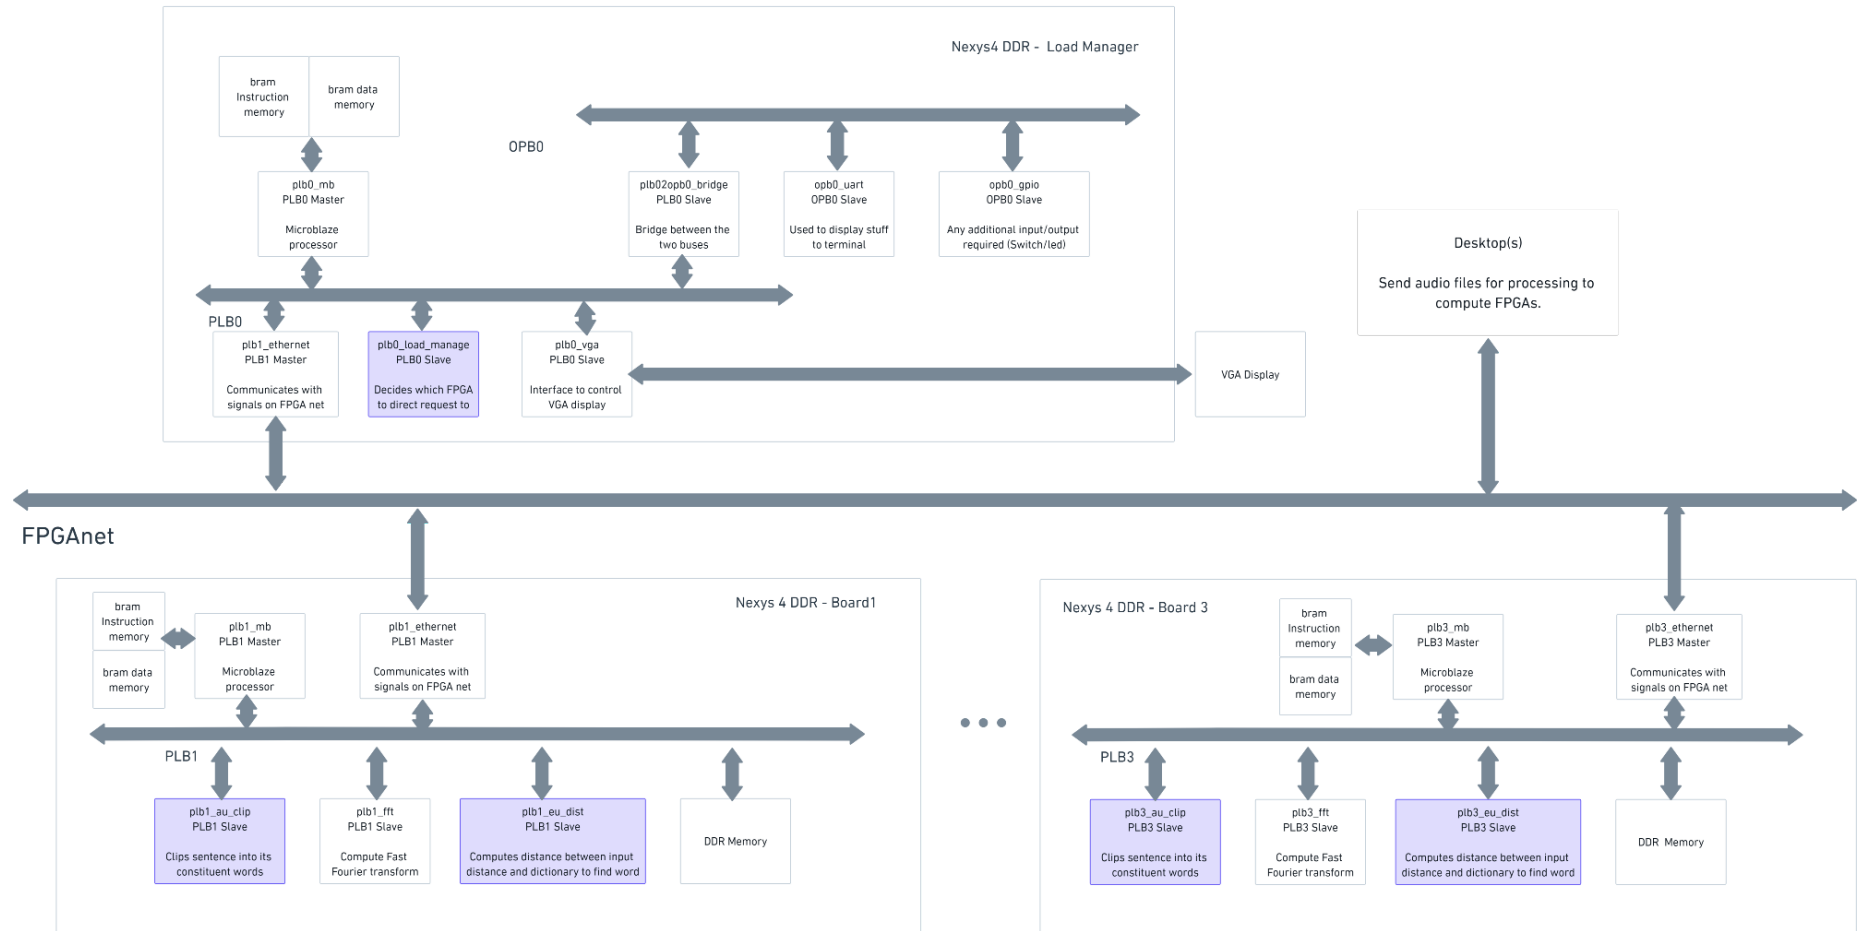 Nexys4 DDR - Load Manager
bram
Instruction
memory
bram data
memory
OPB0
plb0_mb
PLB0 Master
Microblaze
processor
plb02opb0_bridge
PLB0 Slave
Bridge between the
two buses
opb0_uart
OPB0 Slave
Used to display stuff
to terminal
opb0_gpio
OPB0 Slave
Any additional input/output
required (Switch/led)
Desktop(s)
Send audio files for processing to
compute FPGAs.
PLB0
plb1_ethernet
PLB1 Master
Communicates with
signals on FPGA net
plb0_load_manage
PLB0 Slave
Decides which FPGA
to direct request to
plb0_vga
PLB0 Slave
Interface to control
VGA display
VGA Display
FPGAnet
Nexys 4 DDR - Board1
bram
Instruction
memory
bram data
memory
plb1_mb
PLB1 Master
Microblaze
processor
plb1_ethernet
PLB1 Master
Communicates with
signals on FPGA net
PLB1
plb1_au_clip
PLB1 Slave
Clips sentence into its
constituent words
plb1_fft
PLB1 Slave
Compute Fast
Fourier transform
plb1_eu_dist
PLB1 Slave
Computes distance between input
distance and dictionary to find word
DDR Memory
Nexys 4 DDR - Board 3
bram
Instruction
memory
bram data
memory
plb3_mb
PLB3 Master
Microblaze
processor
plb3_ethernet
PLB3 Master
Communicates with
signals on FPGA net
PLB3
plb3_au_clip
PLB3 Slave
Clips sentence into its
constituent words
plb3_fft
PLB3 Slave
Compute Fast
Fourier transform
plb3_eu_dist
PLB3 Slave
Computes distance between input
distance and dictionary to find word
DDR Memory